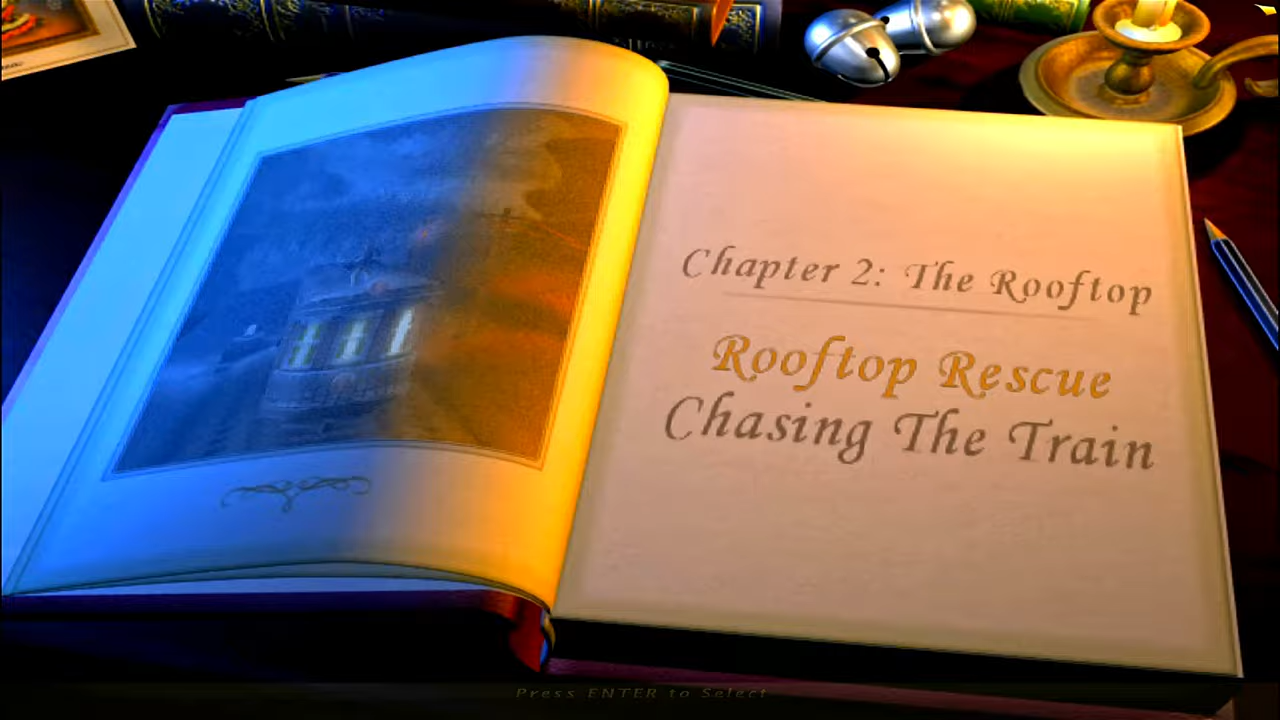 Chapter 2: The Rooftop
Rooftop Rescue
Chasing The Train
Press ENTER to Select